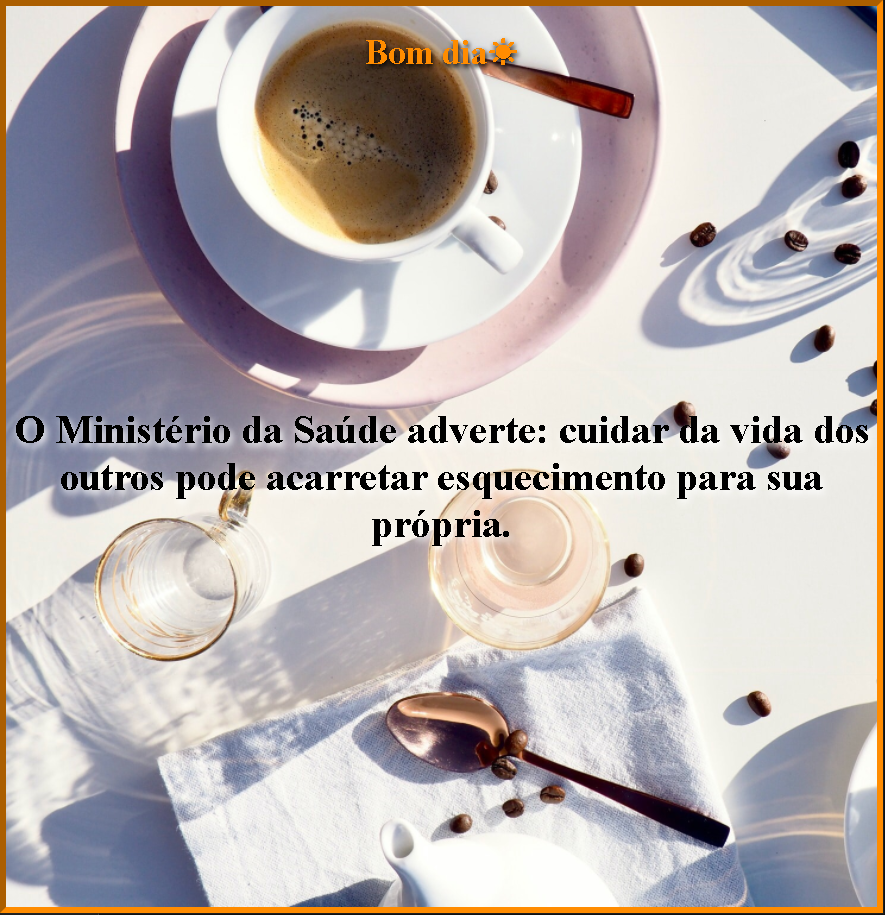 Bom dia☀
O Ministério da Saúde adverte: cuidar da vida dos
outros pode acarretar esquecimento para sua
própria.